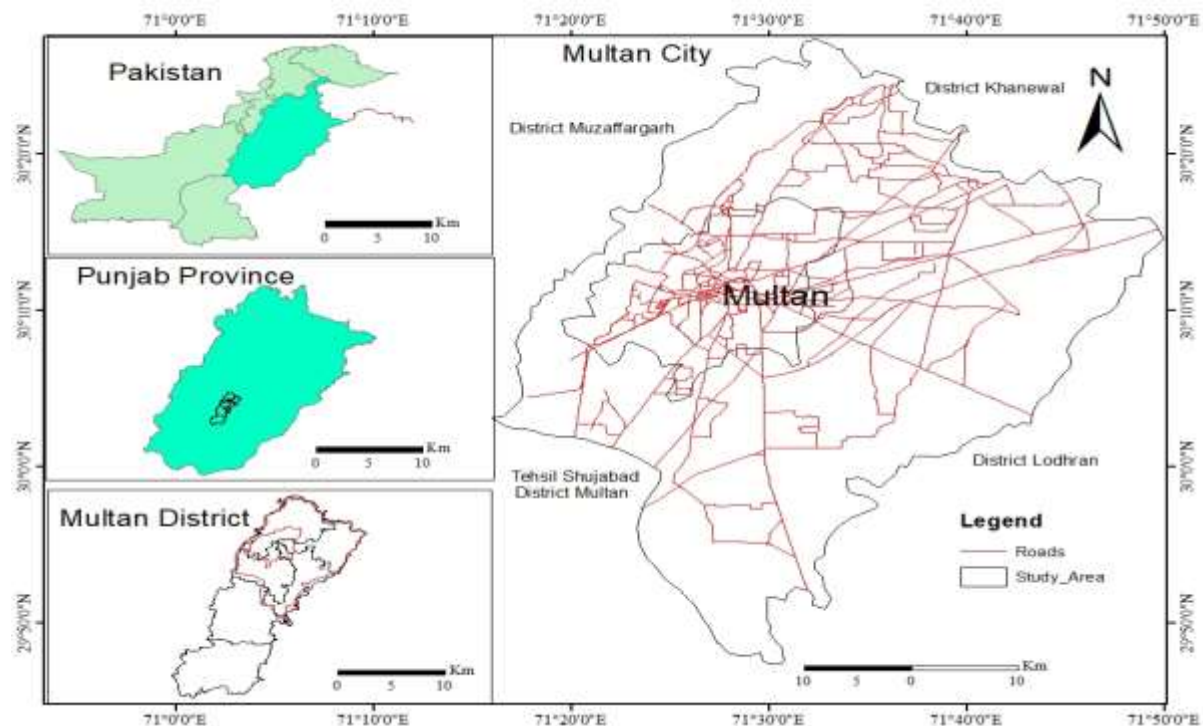 71°0'0"E 71°10'0"E 71°20'0"E 71°30'0"E 71°40'0"E 71°50'0"E
Pakistan
Km
0 5 10
Punjab Province
Km
0 5 10
Multan District
Km
0 5 10
Multan City
District Khanewal
N
District Muzaffargarh
Multan
Tehsil Shujabad
District Multan
District Lodhran
Legend
Roads
Study_Area
Km
10 5 0 10
30°20'0"N
30°10'0"N
30°0'0"N
29°50'0"N
30°20'0"N
30°10'0"N
30°0'0"N
29°50'0"N
71°0'0"E 71°10'0"E 71°20'0"E 71°30'0"E 71°40'0"E 71°50'0"E